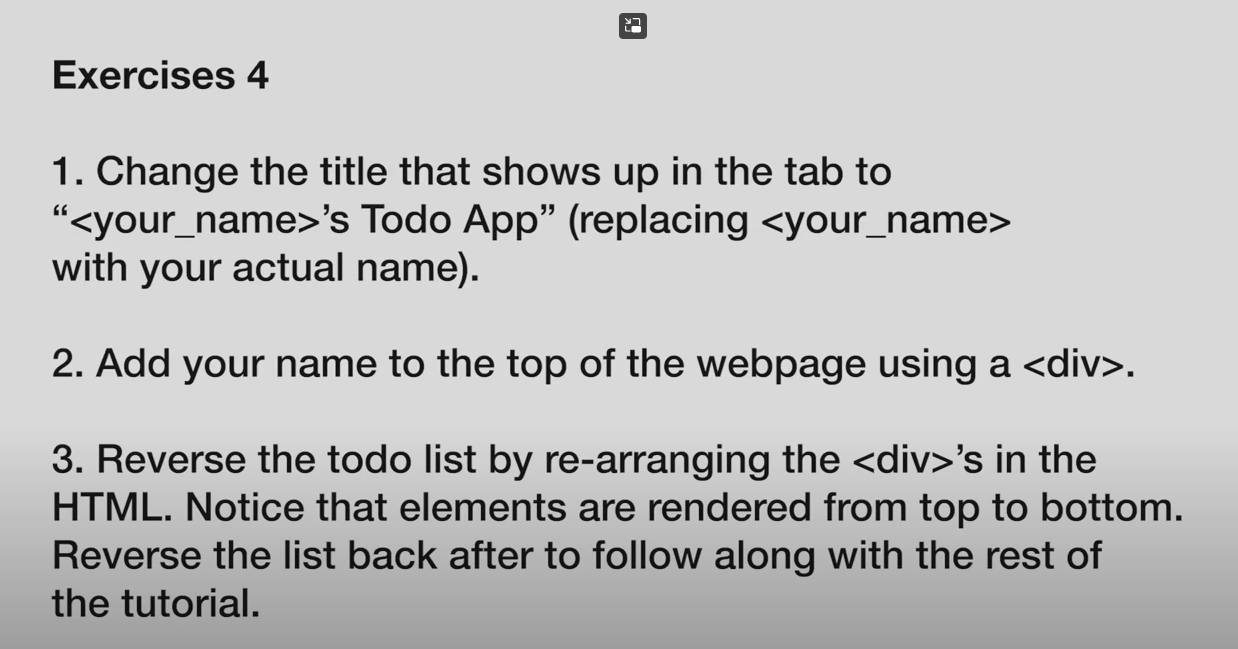 Exercises 4
1. Change the title that shows up in the tab to
“<your_name>’s Todo App” (replacing <your_name>
with your actual name).
2. Add your name to the top of the webpage using a <div>.
3. Reverse the todo list by re-arranging the <div>’s in the
HTML. Notice that elements are rendered from top to bottom.
Reverse the list back after to follow along with the rest of
the tutorial.